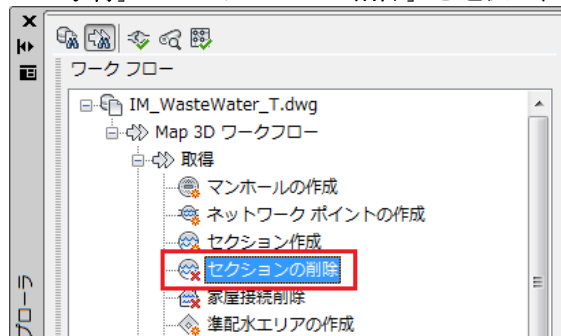 ワーク フロー
IM_WasteWater_T.dwg
Map 3D ワークフロー
取得
マンホールの作成
ネットワーク ポイントの作成
セクション作成
セクションの削除
家屋接続削除
準配水エリアの作成